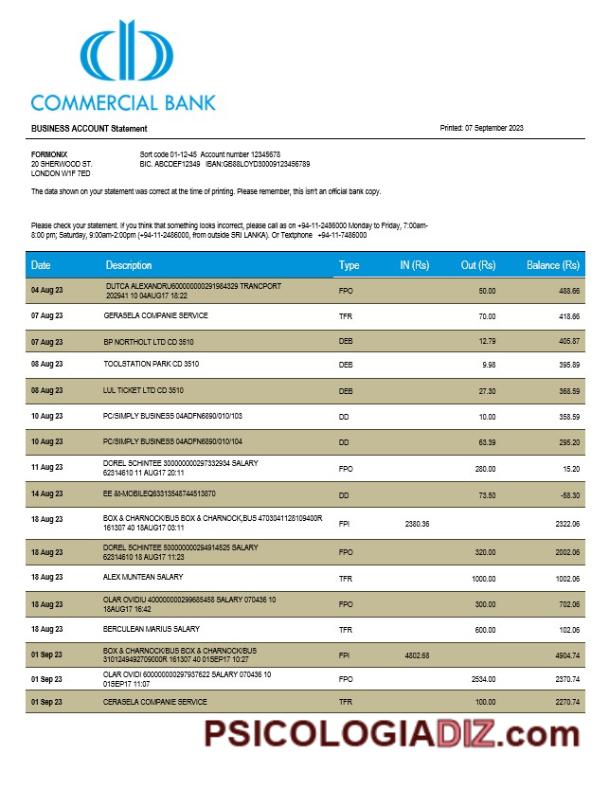 COMMERCIAL BANK
BUSINESS ACCOUNT Statement Printed: 07 September 2023
FORMONIX Sort code 01-12-45 Account number 12345678
20 SHERWOOD ST. BIC. ABCDEF12349 IBAN:GB88LOYD30009123456789
LONDON W1F 7ED
The data shown on your statement was correct at the time of printing. Please remember, this isn't an official bank copy.
Please check your statement. If you think that something looks incorrect, please call as on +94-11-2486000 Monday to Friday, 7:00am-
8:00 pm; Saturday, 9:00am-2:00pm (+94-11-2486000, from outside SRI LANKA). Or Textphone +94-11-7486000
Date Description Type IN (Rs) Out (Rs) Balance (Rs)
04 Aug 23 DUTCA ALEXANDRU600000000291984329 TRANCPORT FPO 50.00 488.66
202941 10 04AUG17 18:22
07 Aug 23 GERASELA COMPANIE SERVICE TFR 70.00 418.66
07 Aug 23 BP NORTHOLT LTD CD 3510 DEB 12.79 405.87
08 Aug 23 TOOLSTATION PARK CD 3510 DEB 9.98 395.89
08 Aug 23 LUL TICKET LTD CD 3510 DEB 27.30 368.59
10 Aug 23 PC/SIMPLY BUSINESS 04ADFN6890/010/103 DD 10.00 358.59
10 Aug 23 PC/SIMPLY BUSINESS 04ADFN6890/010/104 DD 63.39 295.20
11 Aug 23 DOREL SCHINTEE 300000000297332934 SALARY FPO 280.00 15.20
62314610 11 AUG17 20:11
14 Aug 23 EE &t-MOBILEQ83313548744513870 DD 73.50 -58.30
18 Aug 23 BOX & CHARNOCK/BUS BOX & CHARNOCK,BUS 4703041128109400R FPI 2380.36 2322.06
161307 40 18AUG17 03:11
18 Aug 23 DOREL SCHINTEE 500000000294914525 SALARY FPO 320.00 2002.06
62314610 18 AUG17 11:23
18 Aug 23 ALEX MUNTEAN SALARY TFR 1000.00 1002.06
18 Aug 23 OLAR OVIDIU 400000000299685458 SALARY 070436 10 FPO 300.00 702.06
18AUG17 16:42
18 Aug 23 BERCULEAN MARIUS SALARY TFR 600.00 102.06
01 Sep 23 BOX & CHARNOCK/BUS BOX & CHARNOCK/BUS FPI 4802.68 4904.74
3101249492709000R 161307 40 01SEP17 10:27
01 Sep 23 OLAR OVIDI 600000000297937622 SALARY 070436 10 FPO 2534.00 2370.74
01SEP17 11:07
01 Sep 23 CERASELA COMPANIE SERVICE TFR 100.00 2270.74
PSICOLOGIADIZ.com